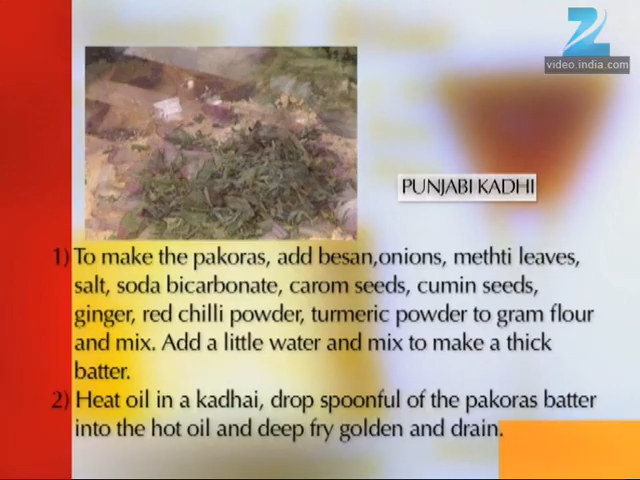 video.india.com
PUNJABI KADHI
1) To make the pakoras, add besan,onions, methti leaves,
salt, soda bicarbonate, carom seeds, cumin seeds,
ginger, red chilli powder, turmeric powder to gram flour
and mix. Add a little water and mix to make a thick
batter.
2) Heat oil in a kadhai, drop spoonful of the pakoras batter
into the hot oil and deep fry golden and drain.